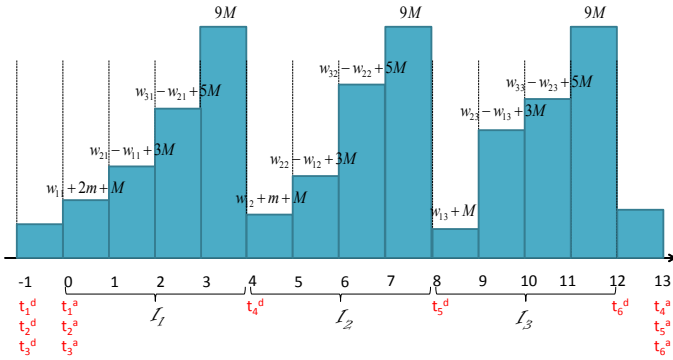 9M 9M 9M
w₃₂ − w₂₂ + 5M w₃₃ − w₂₃ + 5M
w₃₁ − w₂₁ + 5M
w₂₃ − w₁₃ + 3M
w₂₁ − w₁₁ + 3M w₂₂ − w₁₂ + 3M
w₁₁ + 2m + M w₁₂ + m + M w₁₃ + M
-1 0 1 2 3 4 5 6 7 8 9 10 11 12 13
t₁ᵈ t₁ᵃ t₄ᵈ t₅ᵈ t₆ᵈ t₄ᵃ
t₂ᵈ t₂ᵃ I₁ I₂ I₃ t₅ᵃ
t₃ᵈ t₃ᵃ t₆ᵃ